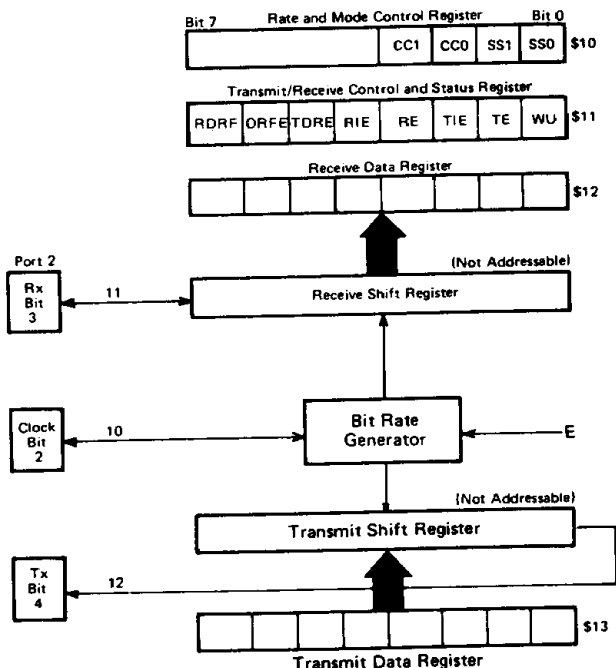 Rate and Mode Control Register
Bit 7
Bit 0
CC1 CC0 SS1 SS0 $10
Transmit/Receive Control and Status Register
RDRF ORFE TDRE RIE RE TIE TE WU $11
Receive Data Register
$12
(Not Addressable)
Port 2
Rx
Bit
3
11
Receive Shift Register
Clock
Bit
2
10
Bit Rate
Generator
E
(Not Addressable)
Transmit Shift Register
Tx
Bit
4
12
$13
Transmit Data Register